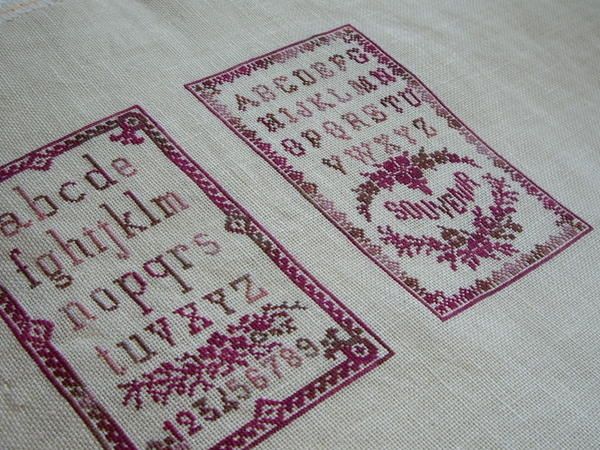 abcde
fghijklm
nopqrs
tuvxyz
123456789
ABCDEFG
HIJKLMN
OPQRSTU
VWXYZ
SOUVENIR